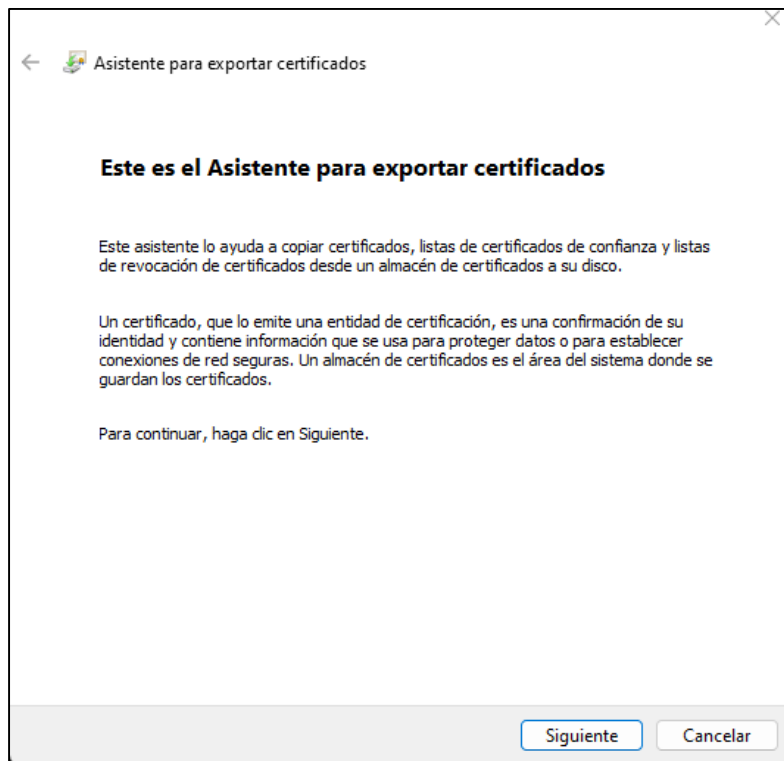 Asistente para exportar certificados
Este es el Asistente para exportar certificados
Este asistente lo ayuda a copiar certificados, listas de certificados de confianza y listas
de revocación de certificados desde un almacén de certificados a su disco.
Un certificado, que lo emite una entidad de certificación, es una confirmación de su
identidad y contiene información que se usa para proteger datos o para establecer
conexiones de red seguras. Un almacén de certificados es el área del sistema donde se
guardan los certificados.
Para continuar, haga clic en Siguiente.
Siguiente
Cancelar